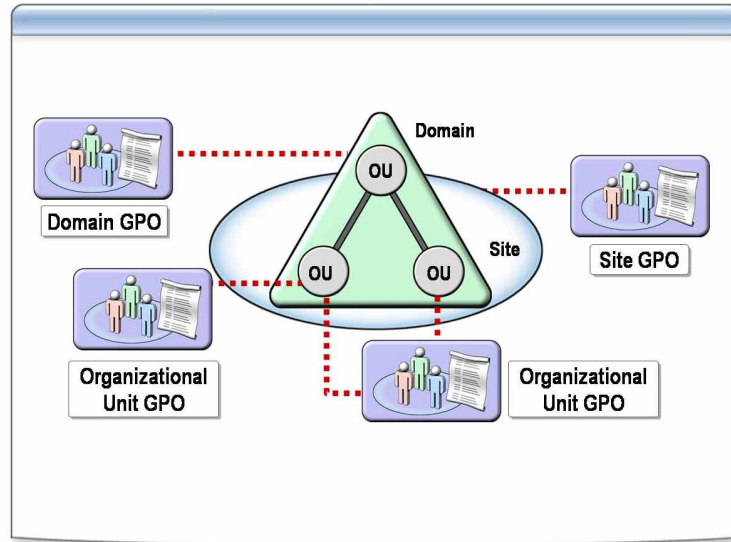 Domain
OU
Domain GPO
Site
Site GPO
OU
OU
Organizational
Unit GPO
Organizational
Unit GPO